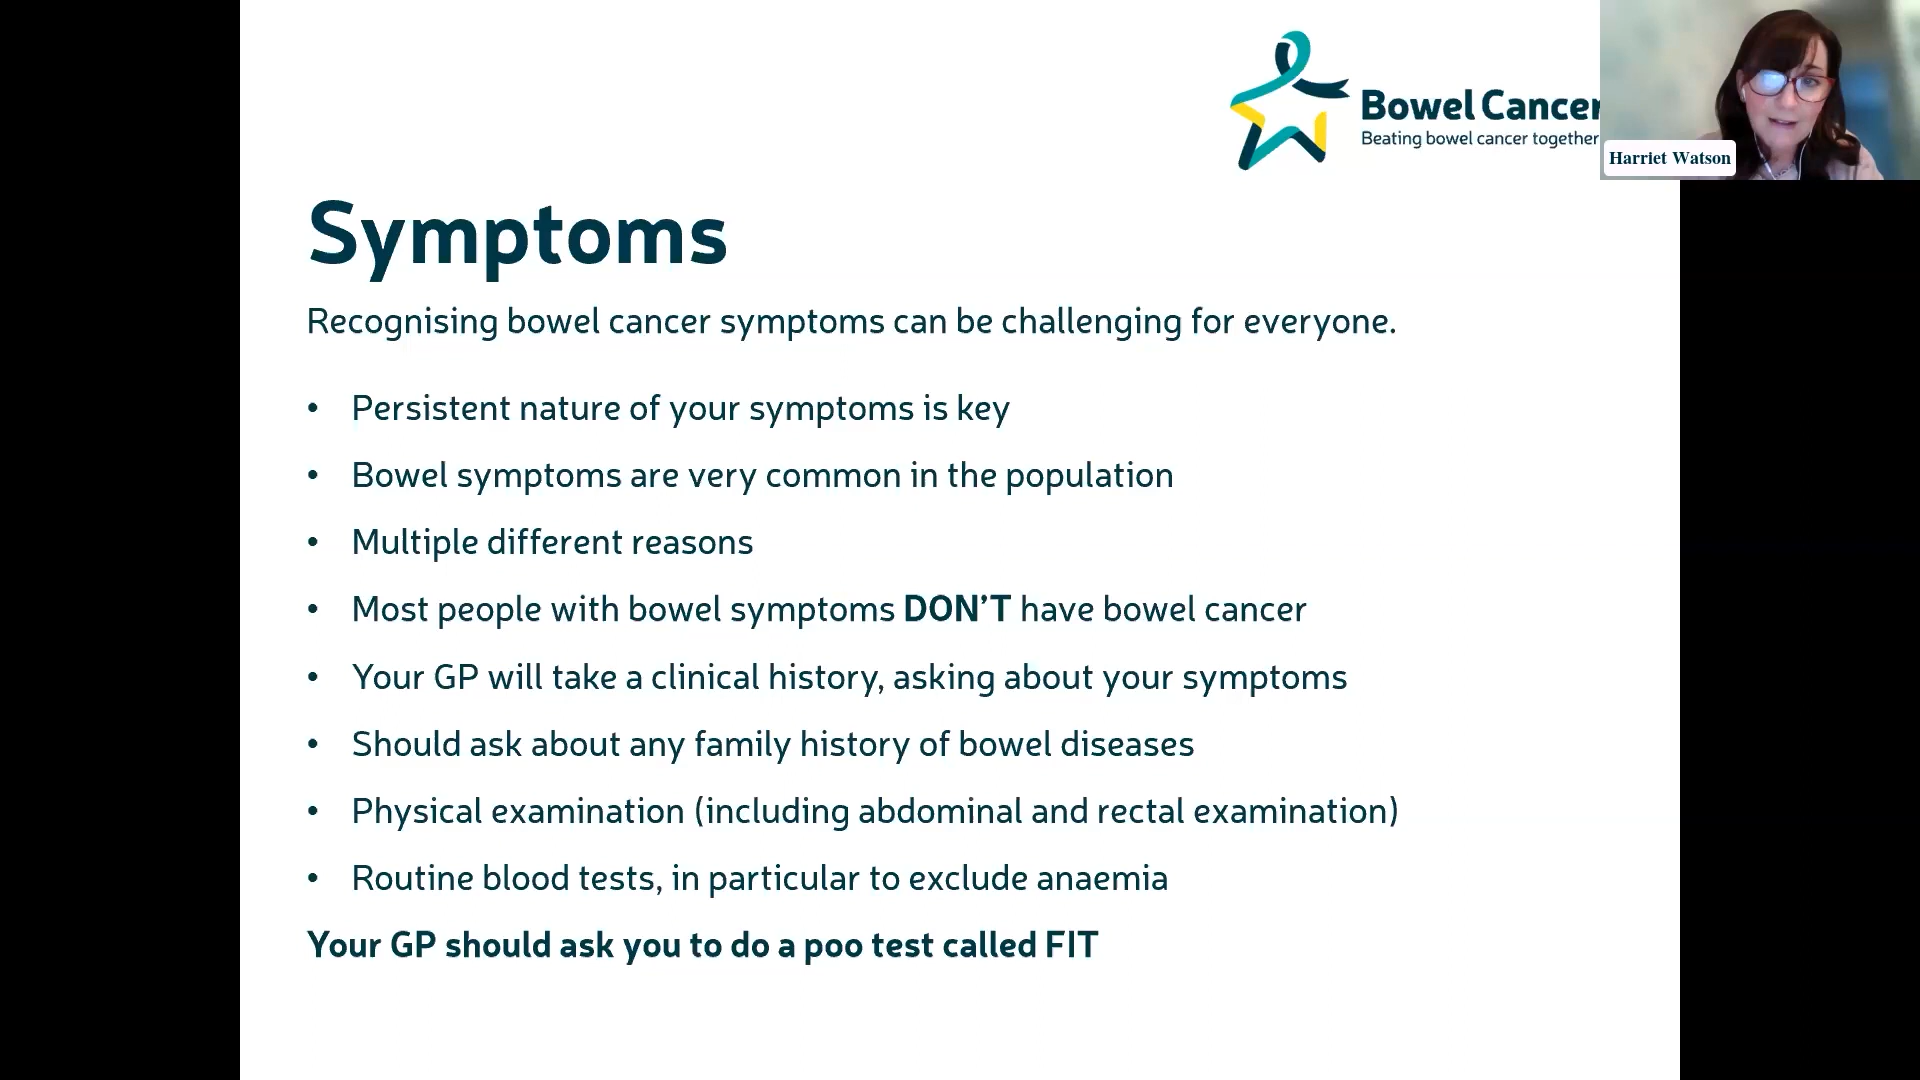 Bowel Cancer
Beating bowel cancer together
Harriet Watson
Symptoms
Recognising bowel cancer symptoms can be challenging for everyone.
• Persistent nature of your symptoms is key
• Bowel symptoms are very common in the population
• Multiple different reasons
• Most people with bowel symptoms DON’T have bowel cancer
• Your GP will take a clinical history, asking about your symptoms
• Should ask about any family history of bowel diseases
• Physical examination (including abdominal and rectal examination)
• Routine blood tests, in particular to exclude anaemia
Your GP should ask you to do a poo test called FIT